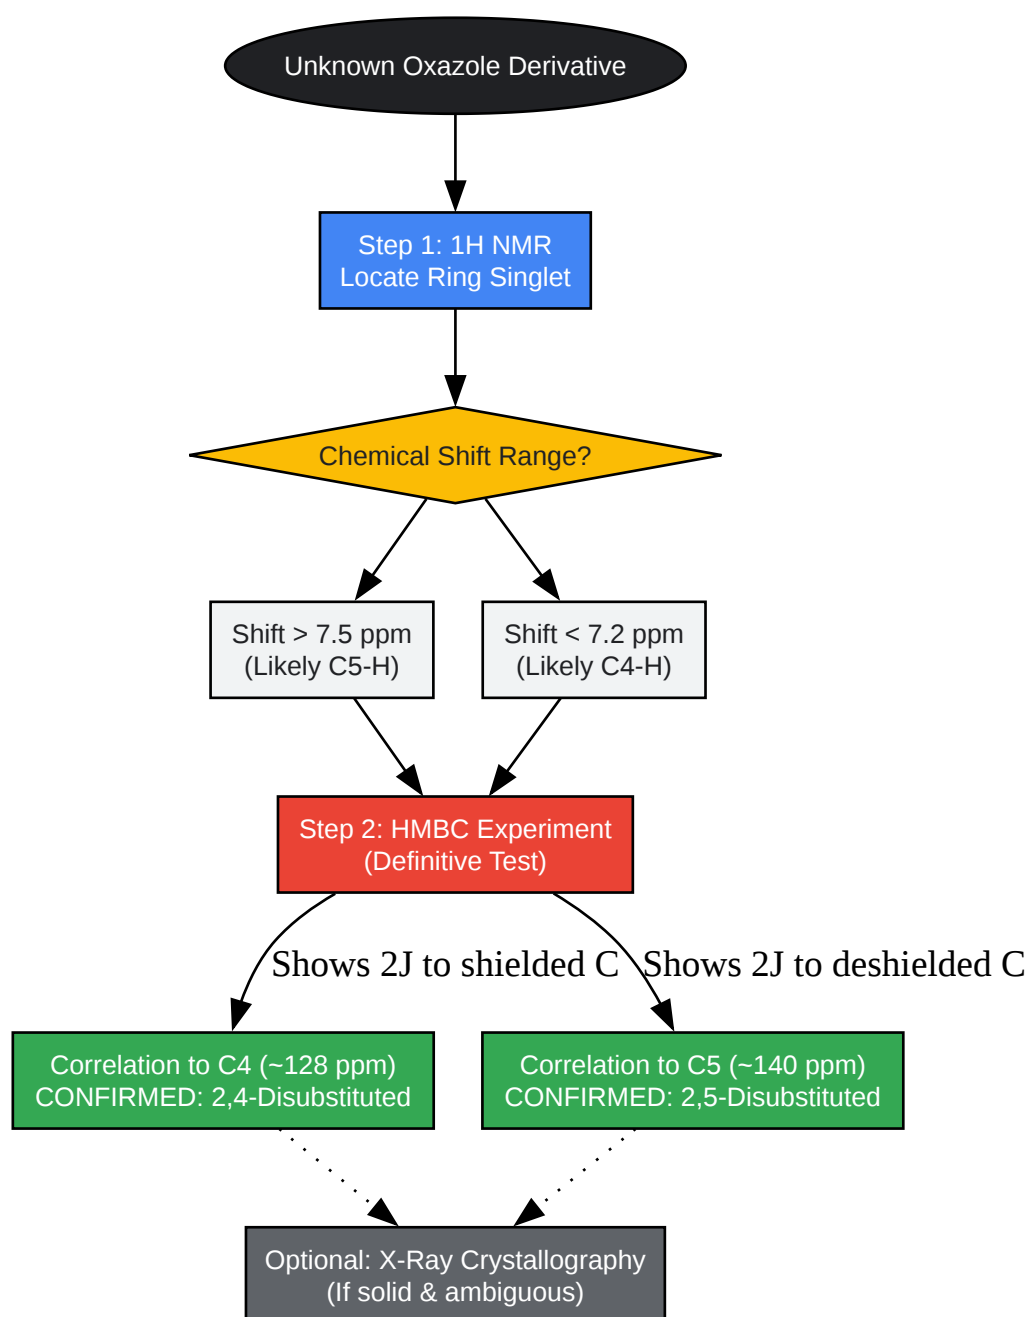 Unknown Oxazole Derivative
Step 1: 1H NMR
Locate Ring Singlet
Chemical Shift Range?
Shift > 7.5 ppm
(Likely C5-H)
Shift < 7.2 ppm
(Likely C4-H)
Step 2: HMBC Experiment
(Definitive Test)
Shows 2J to shielded C
Shows 2J to deshielded C
Correlation to C4 (~128 ppm)
CONFIRMED: 2,4-Disubstituted
Correlation to C5 (~140 ppm)
CONFIRMED: 2,5-Disubstituted
Optional: X-Ray Crystallography
(If solid & ambiguous)